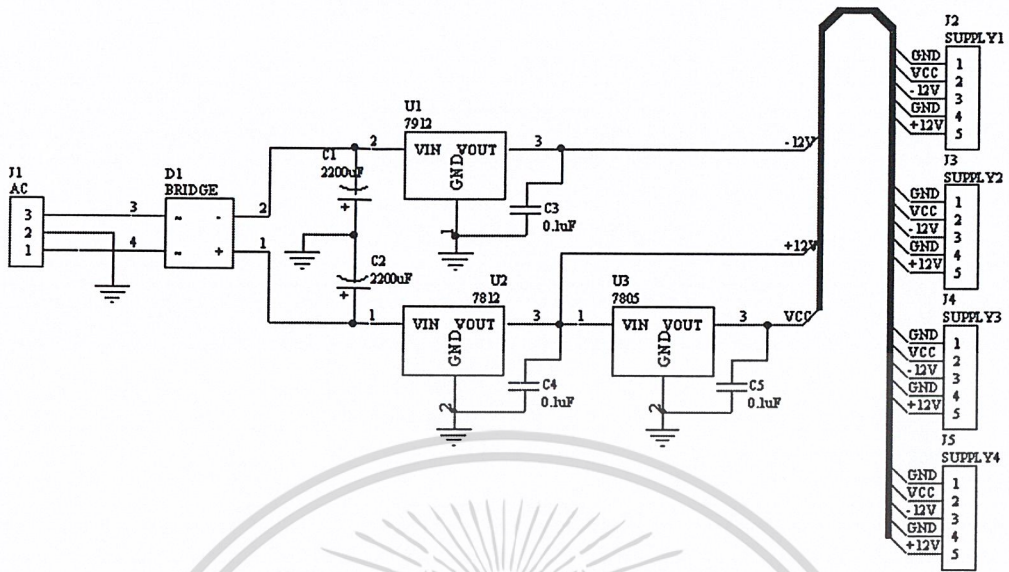 J1
AC
3
2
1
3
4
D1
BRIDGE
~ -
~ +
2
1
C1
2200uF
+
C2
2200uF
+
U1
7912
2
VIN VOUT
GND
3
1
C3
0.1uF
-12V
U2
7812
1
VIN VOUT
GND
3
2
C4
0.1uF
+12V
U3
7805
1
VIN VOUT
GND
3
2
C5
0.1uF
VCC
J2
SUPPLY1
GND 1
VCC 2
-12V 3
GND 4
+12V 5
J3
SUPPLY2
GND 1
VCC 2
-12V 3
GND 4
+12V 5
J4
SUPPLY3
GND 1
VCC 2
-12V 3
GND 4
+12V 5
J5
SUPPLY4
GND 1
VCC 2
-12V 3
GND 4
+12V 5